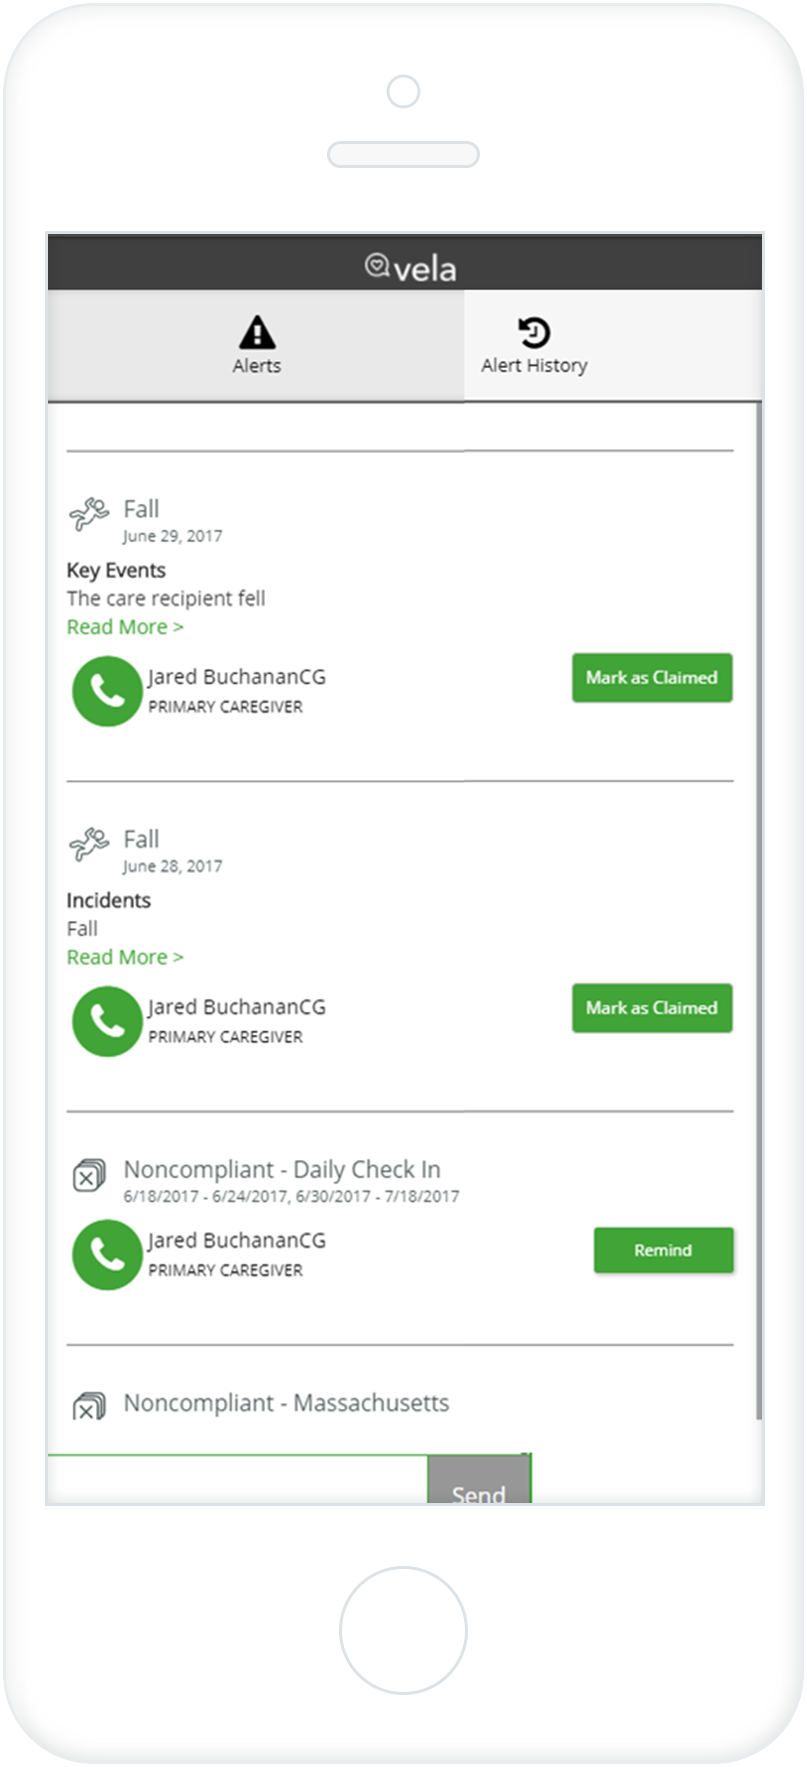 vela
Alerts
Alert History
Fall
June 29, 2017
Key Events
The care recipient fell
Read More >
Jared BuchananCG
PRIMARY CAREGIVER
Mark as Claimed
Fall
June 28, 2017
Incidents
Fall
Read More >
Jared BuchananCG
PRIMARY CAREGIVER
Mark as Claimed
Noncompliant - Daily Check In
6/18/2017 - 6/24/2017, 6/30/2017 - 7/18/2017
Jared BuchananCG
PRIMARY CAREGIVER
Remind
Noncompliant - Massachusetts
Send